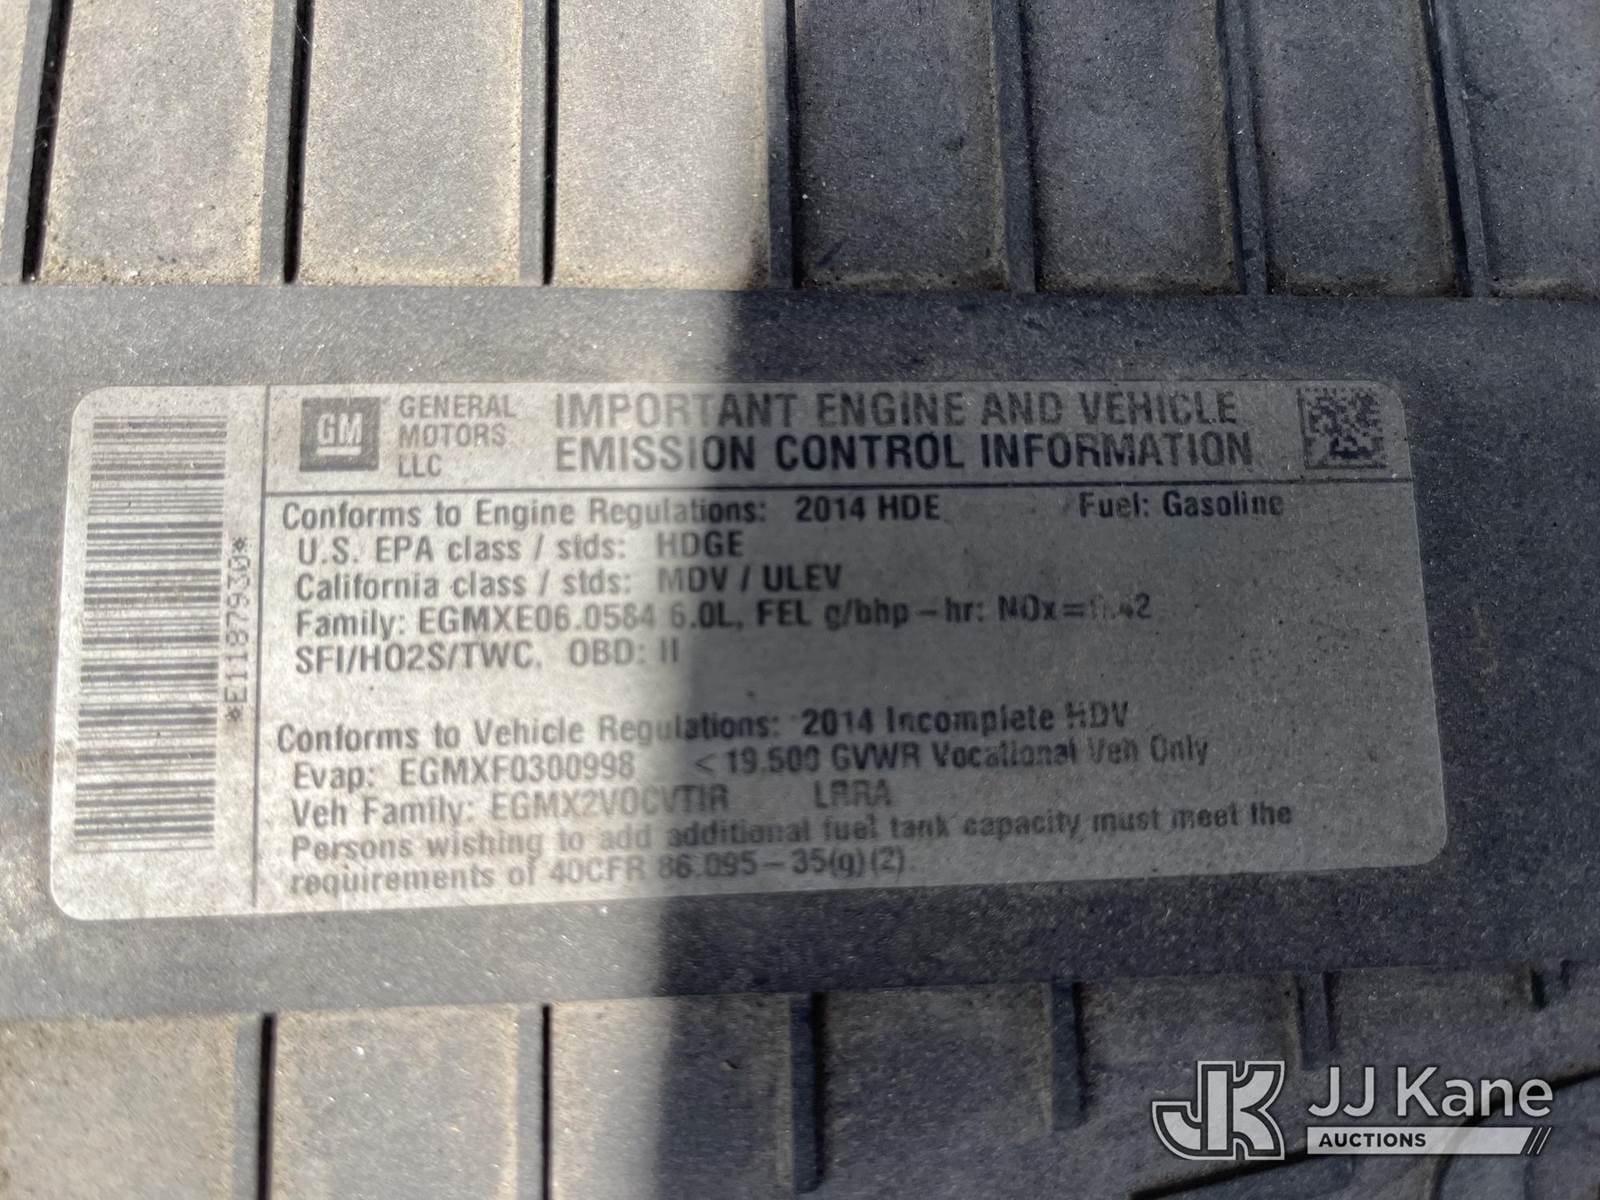 GM
GENERAL
MOTORS
LLC
IMPORTANT ENGINE AND VEHICLE
EMISSION CONTROL INFORMATION
Conforms to Engine Regulations: 2014 HDE Fuel: Gasoline
U.S. EPA class / stds: HDGE
California class / stds: MDV / ULEV
Family: EGMXE06.0584 6.0L, FEL g/bhp-hr:
SFI/HO2S/TWC. OBD: II
Conforms to Vehicle Regulations: 2014 Incomplete HDV
Evap: EGMXF0300998 < 19,500 GVWR Vocational Veh Only
Veh Family: EGMX2VOCVTIR LRRA
Persons wishing to add additional fuel tank capacity must meet the
requirements of 40CFR 86.095-35(g)(2).
*E1187930*
JK JJ Kane
AUCTIONS